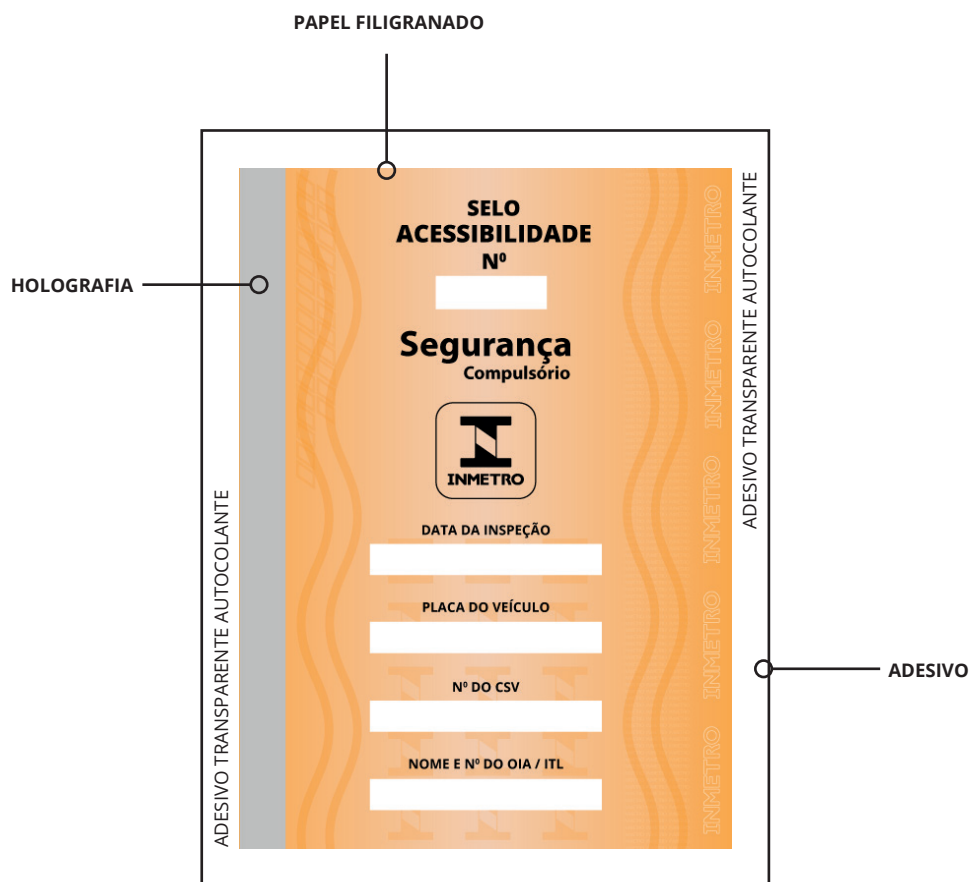 PAPEL FILIGRANADO
SELO
ACESSIBILIDADE
Nº
HOLOGRAFIA
Segurança
Compulsório
INMETRO
DATA DA INSPEÇÃO
PLACA DO VEÍCULO
Nº DO CSV
NOME E Nº DO OIA / ITL
ADESIVO TRANSPARENTE AUTOCOLANTE
ADESIVO TRANSPARENTE AUTOCOLANTE
ADESIVO
INMETRO
INMETRO
INMETRO
INMETRO
INMETRO